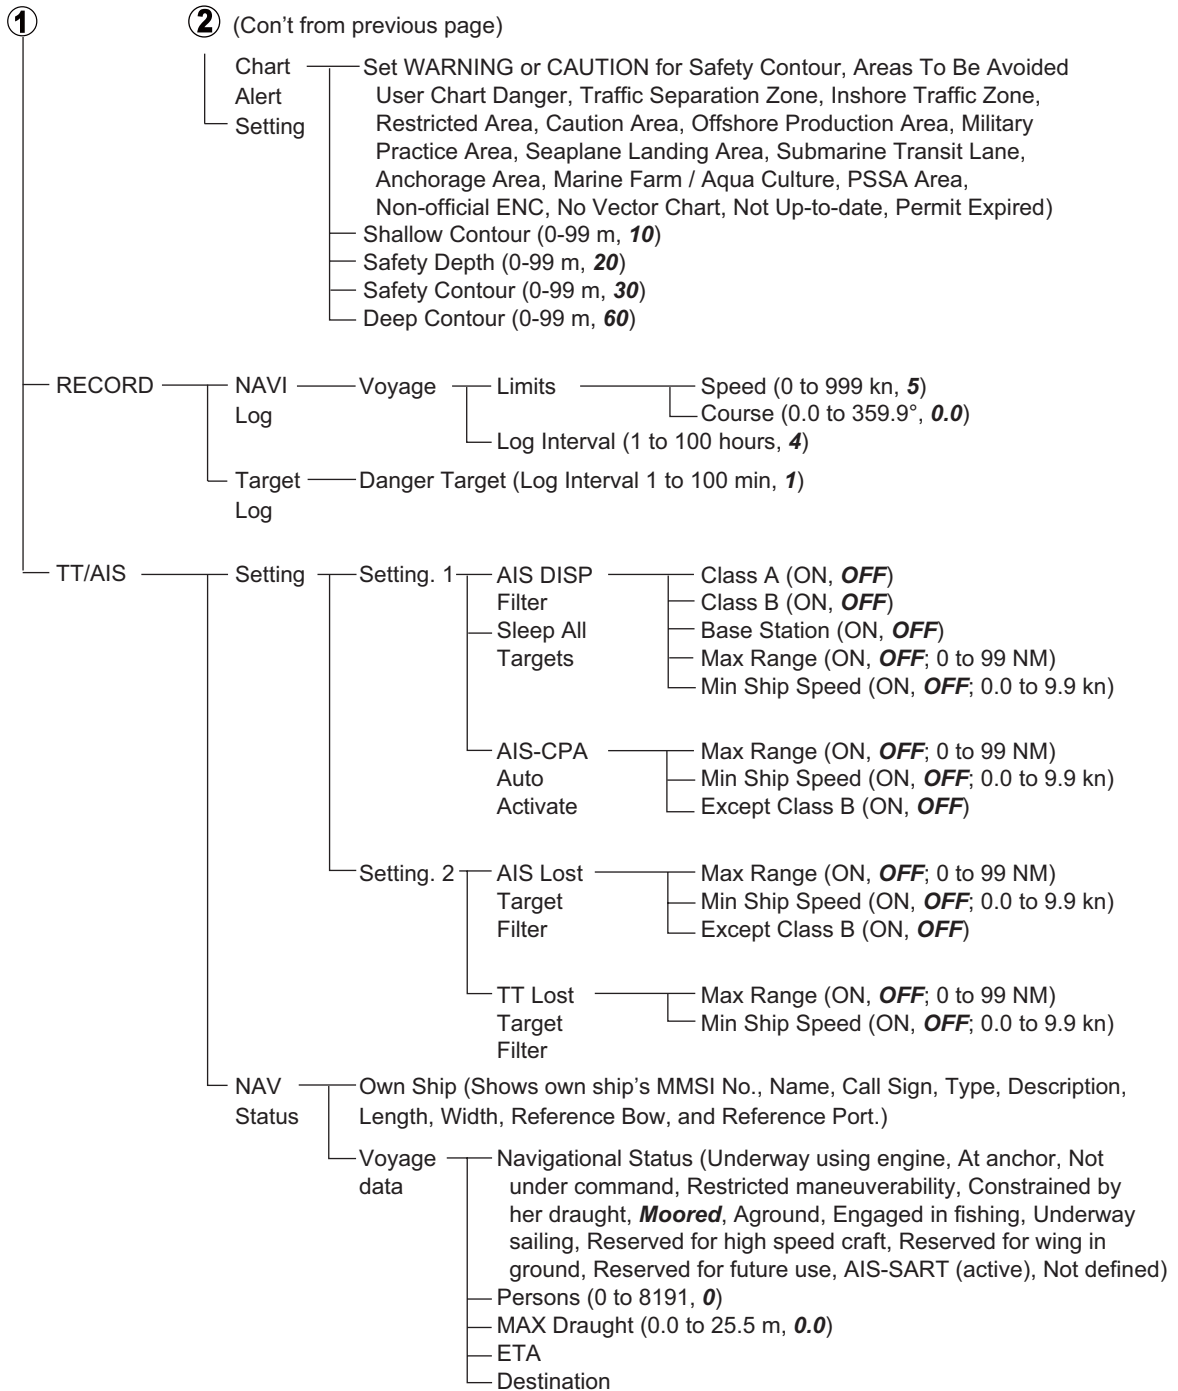 1 2 (Con't from previous page)
Chart Alert Setting
Set WARNING or CAUTION for Safety Contour, Areas To Be Avoided
User Chart Danger, Traffic Separation Zone, Inshore Traffic Zone,
Restricted Area, Caution Area, Offshore Production Area, Military
Practice Area, Seaplane Landing Area, Submarine Transit Lane,
Anchorage Area, Marine Farm / Aqua Culture, PSSA Area,
Non-official ENC, No Vector Chart, Not Up-to-date, Permit Expired)
Shallow Contour (0-99 m, 10)
Safety Depth (0-99 m, 20)
Safety Contour (0-99 m, 30)
Deep Contour (0-99 m, 60)
RECORD
NAVI
Log
Voyage
Limits
Speed (0 to 999 kn, 5)
Course (0.0 to 359.9°, 0.0)
Log Interval (1 to 100 hours, 4)
Target
Log
Danger Target (Log Interval 1 to 100 min, 1)
TT/AIS
Setting
Setting. 1
AIS DISP
Filter
Sleep All
Targets
Class A (ON, OFF)
Class B (ON, OFF)
Base Station (ON, OFF)
Max Range (ON, OFF; 0 to 99 NM)
Min Ship Speed (ON, OFF; 0.0 to 9.9 kn)
AIS-CPA
Auto
Activate
Max Range (ON, OFF; 0 to 99 NM)
Min Ship Speed (ON, OFF; 0.0 to 9.9 kn)
Except Class B (ON, OFF)
Setting. 2
AIS Lost
Target
Filter
Max Range (ON, OFF; 0 to 99 NM)
Min Ship Speed (ON, OFF; 0.0 to 9.9 kn)
Except Class B (ON, OFF)
TT Lost
Target
Filter
Max Range (ON, OFF; 0 to 99 NM)
Min Ship Speed (ON, OFF; 0.0 to 9.9 kn)
NAV
Status
Own Ship (Shows own ship's MMSI No., Name, Call Sign, Type, Description,
Length, Width, Reference Bow, and Reference Port.)
Voyage
data
Navigational Status (Underway using engine, At anchor, Not
under command, Restricted maneuverability, Constrained by
her draught, Moored, Aground, Engaged in fishing, Underway
sailing, Reserved for high speed craft, Reserved for wing in
ground, Reserved for future use, AIS-SART (active), Not defined)
Persons (0 to 8191, 0)
MAX Draught (0.0 to 25.5 m, 0.0)
ETA
Destination